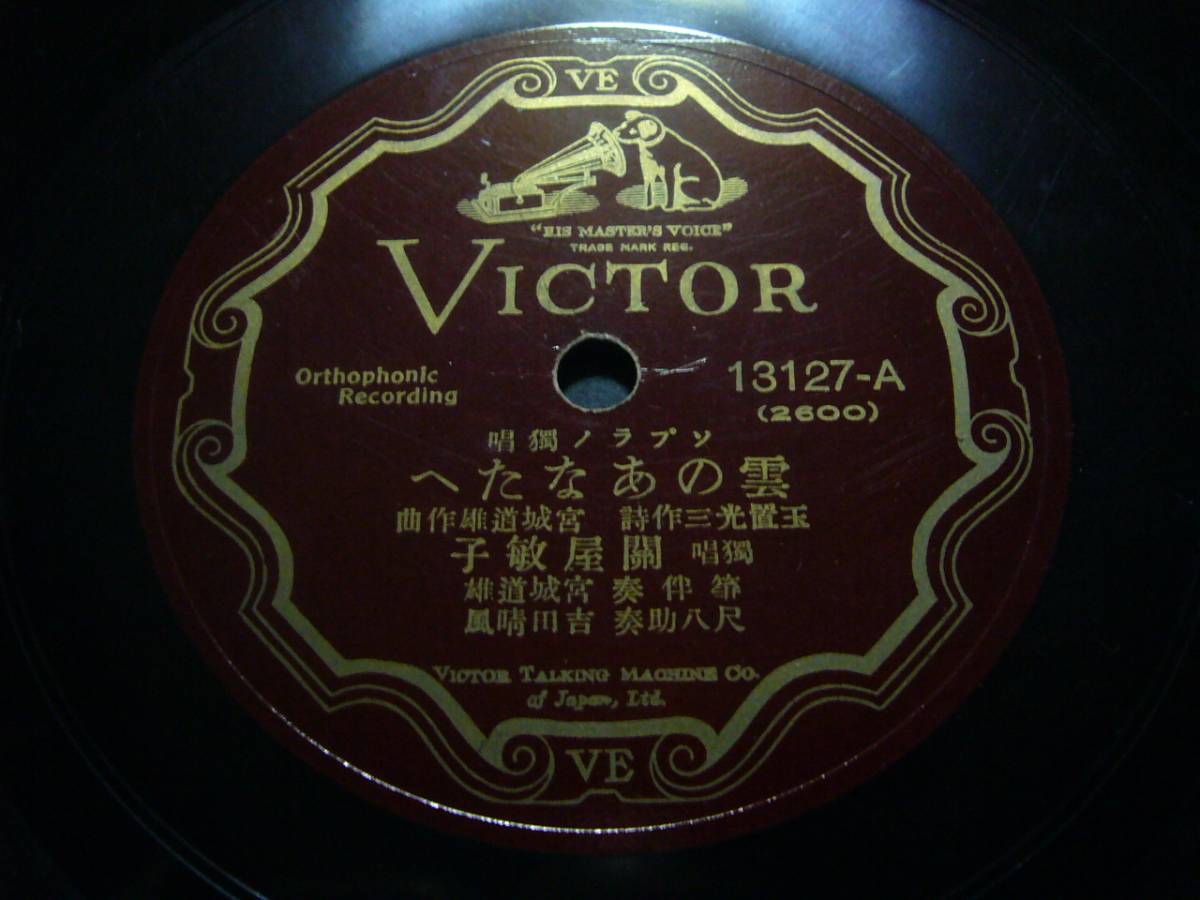 VE
"HIS MASTER'S VOICE"
TRADE MARK REG.
VICTOR
Orthophonic
Recording
13127-A
(2600)
ソプラノ獨唱
雲のあなたへ
玉置光三作詩 宮城道雄作曲
獨唱 關屋敏子
箏伴奏 宮城道雄
尺八助奏 吉田晴風
VICTOR TALKING MACHINE CO.
of Japan, Ltd.
VE